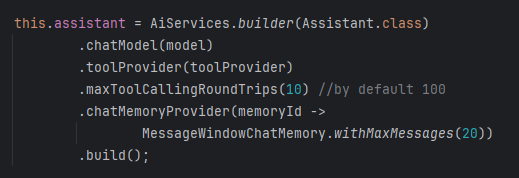 this.assistant = AiServices.builder(Assistant.class)
.chatModel(model)
.toolProvider(toolProvider)
.maxToolCallingRoundTrips(10) //by default 100
.chatMemoryProvider(memoryId ->
MessageWindowChatMemory.withMaxMessages(20))
.build();